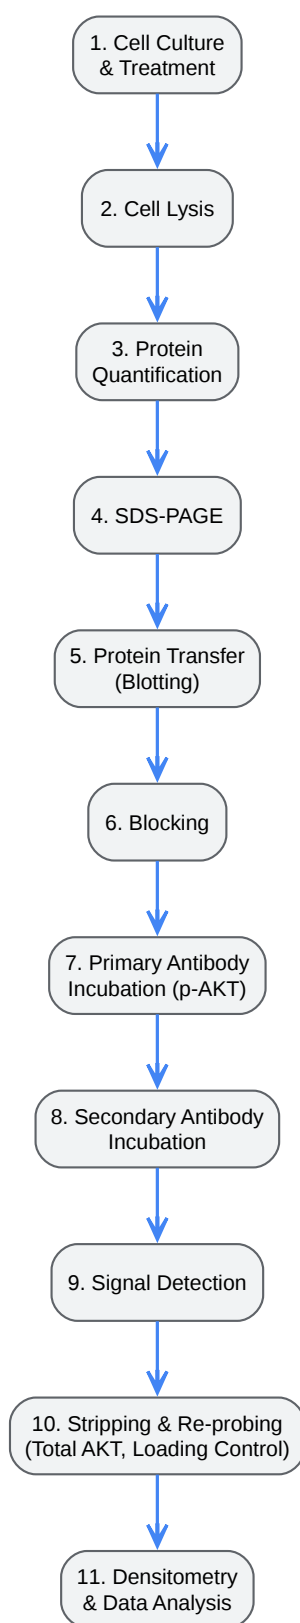 1. Cell Culture
& Treatment
2. Cell Lysis
3. Protein
Quantification
4. SDS-PAGE
5. Protein Transfer
(Blotting)
6. Blocking
7. Primary Antibody
Incubation (p-AKT)
8. Secondary Antibody
Incubation
9. Signal Detection
10. Stripping & Re-probing
(Total AKT, Loading Control)
11. Densitometry
& Data Analysis